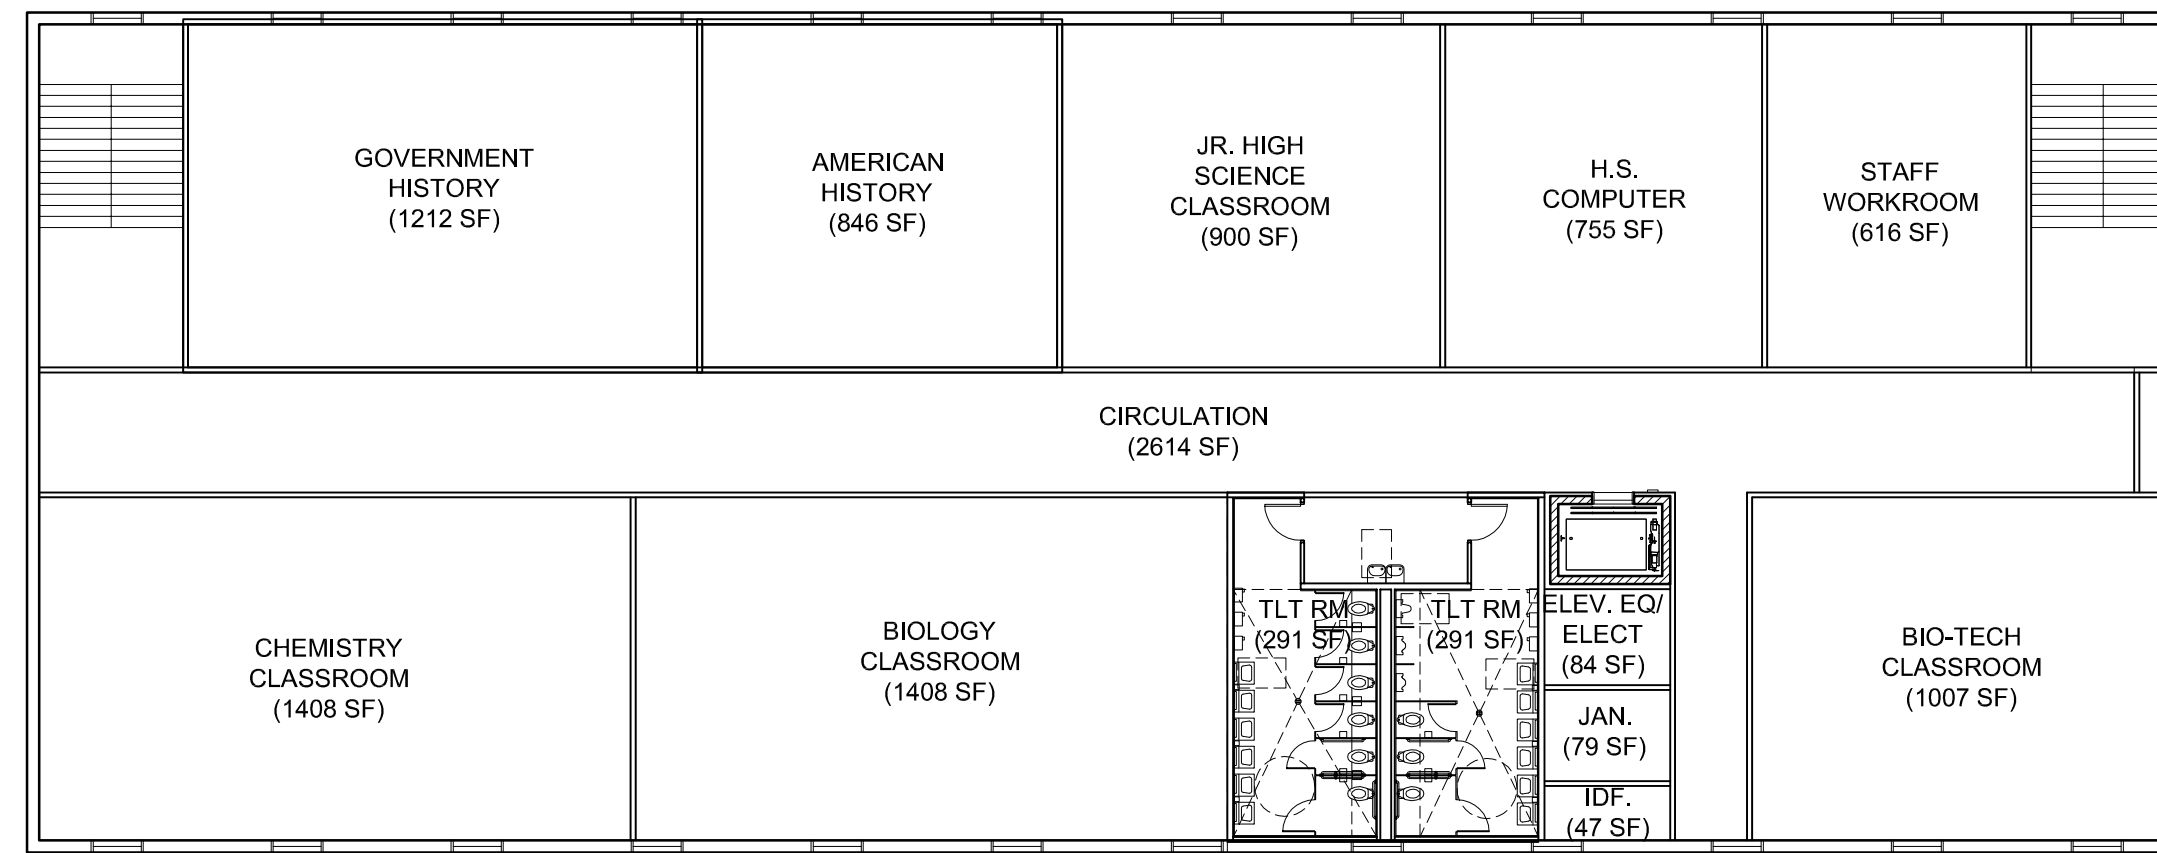 GOVERNMENT
HISTORY
(1212 SF)
AMERICAN
HISTORY
(846 SF)
JR. HIGH
SCIENCE
CLASSROOM
(900 SF)
H.S.
COMPUTER
(755 SF)
STAFF
WORKROOM
(616 SF)
CIRCULATION
(2614 SF)
CHEMISTRY
CLASSROOM
(1408 SF)
BIOLOGY
CLASSROOM
(1408 SF)
TLT RM
(291 SF)
TLT RM
(291 SF)
ELEV. EQ/
ELECT
(84 SF)
JAN.
(79 SF)
IDF.
(47 SF)
BIO-TECH
CLASSROOM
(1007 SF)